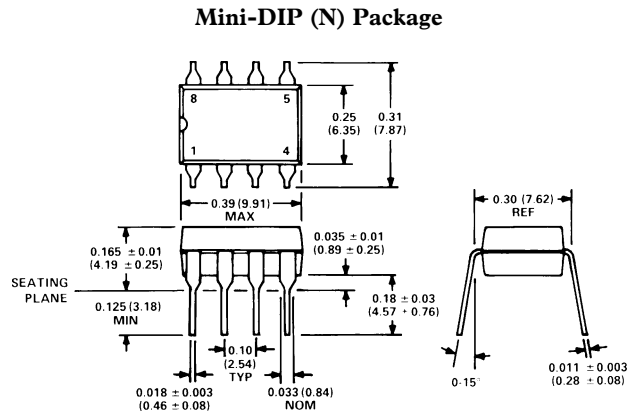 Mini-DIP (N) Package
8
5
1
4
0.25
(6.35)
0.31
(7.87)
0.39 (9.91)
MAX
0.30 (7.62)
REF
0.165 ± 0.01
(4.19 ± 0.25)
0.035 ± 0.01
(0.89 ± 0.25)
SEATING
PLANE
0.125 (3.18)
MIN
0.18 ± 0.03
(4.57 + 0.76)
0.10
(2.54)
TYP
0.018 ± 0.003
(0.46 ± 0.08)
0.033 (0.84)
NOM
0-15°
0.011 ± 0.003
(0.28 ± 0.08)